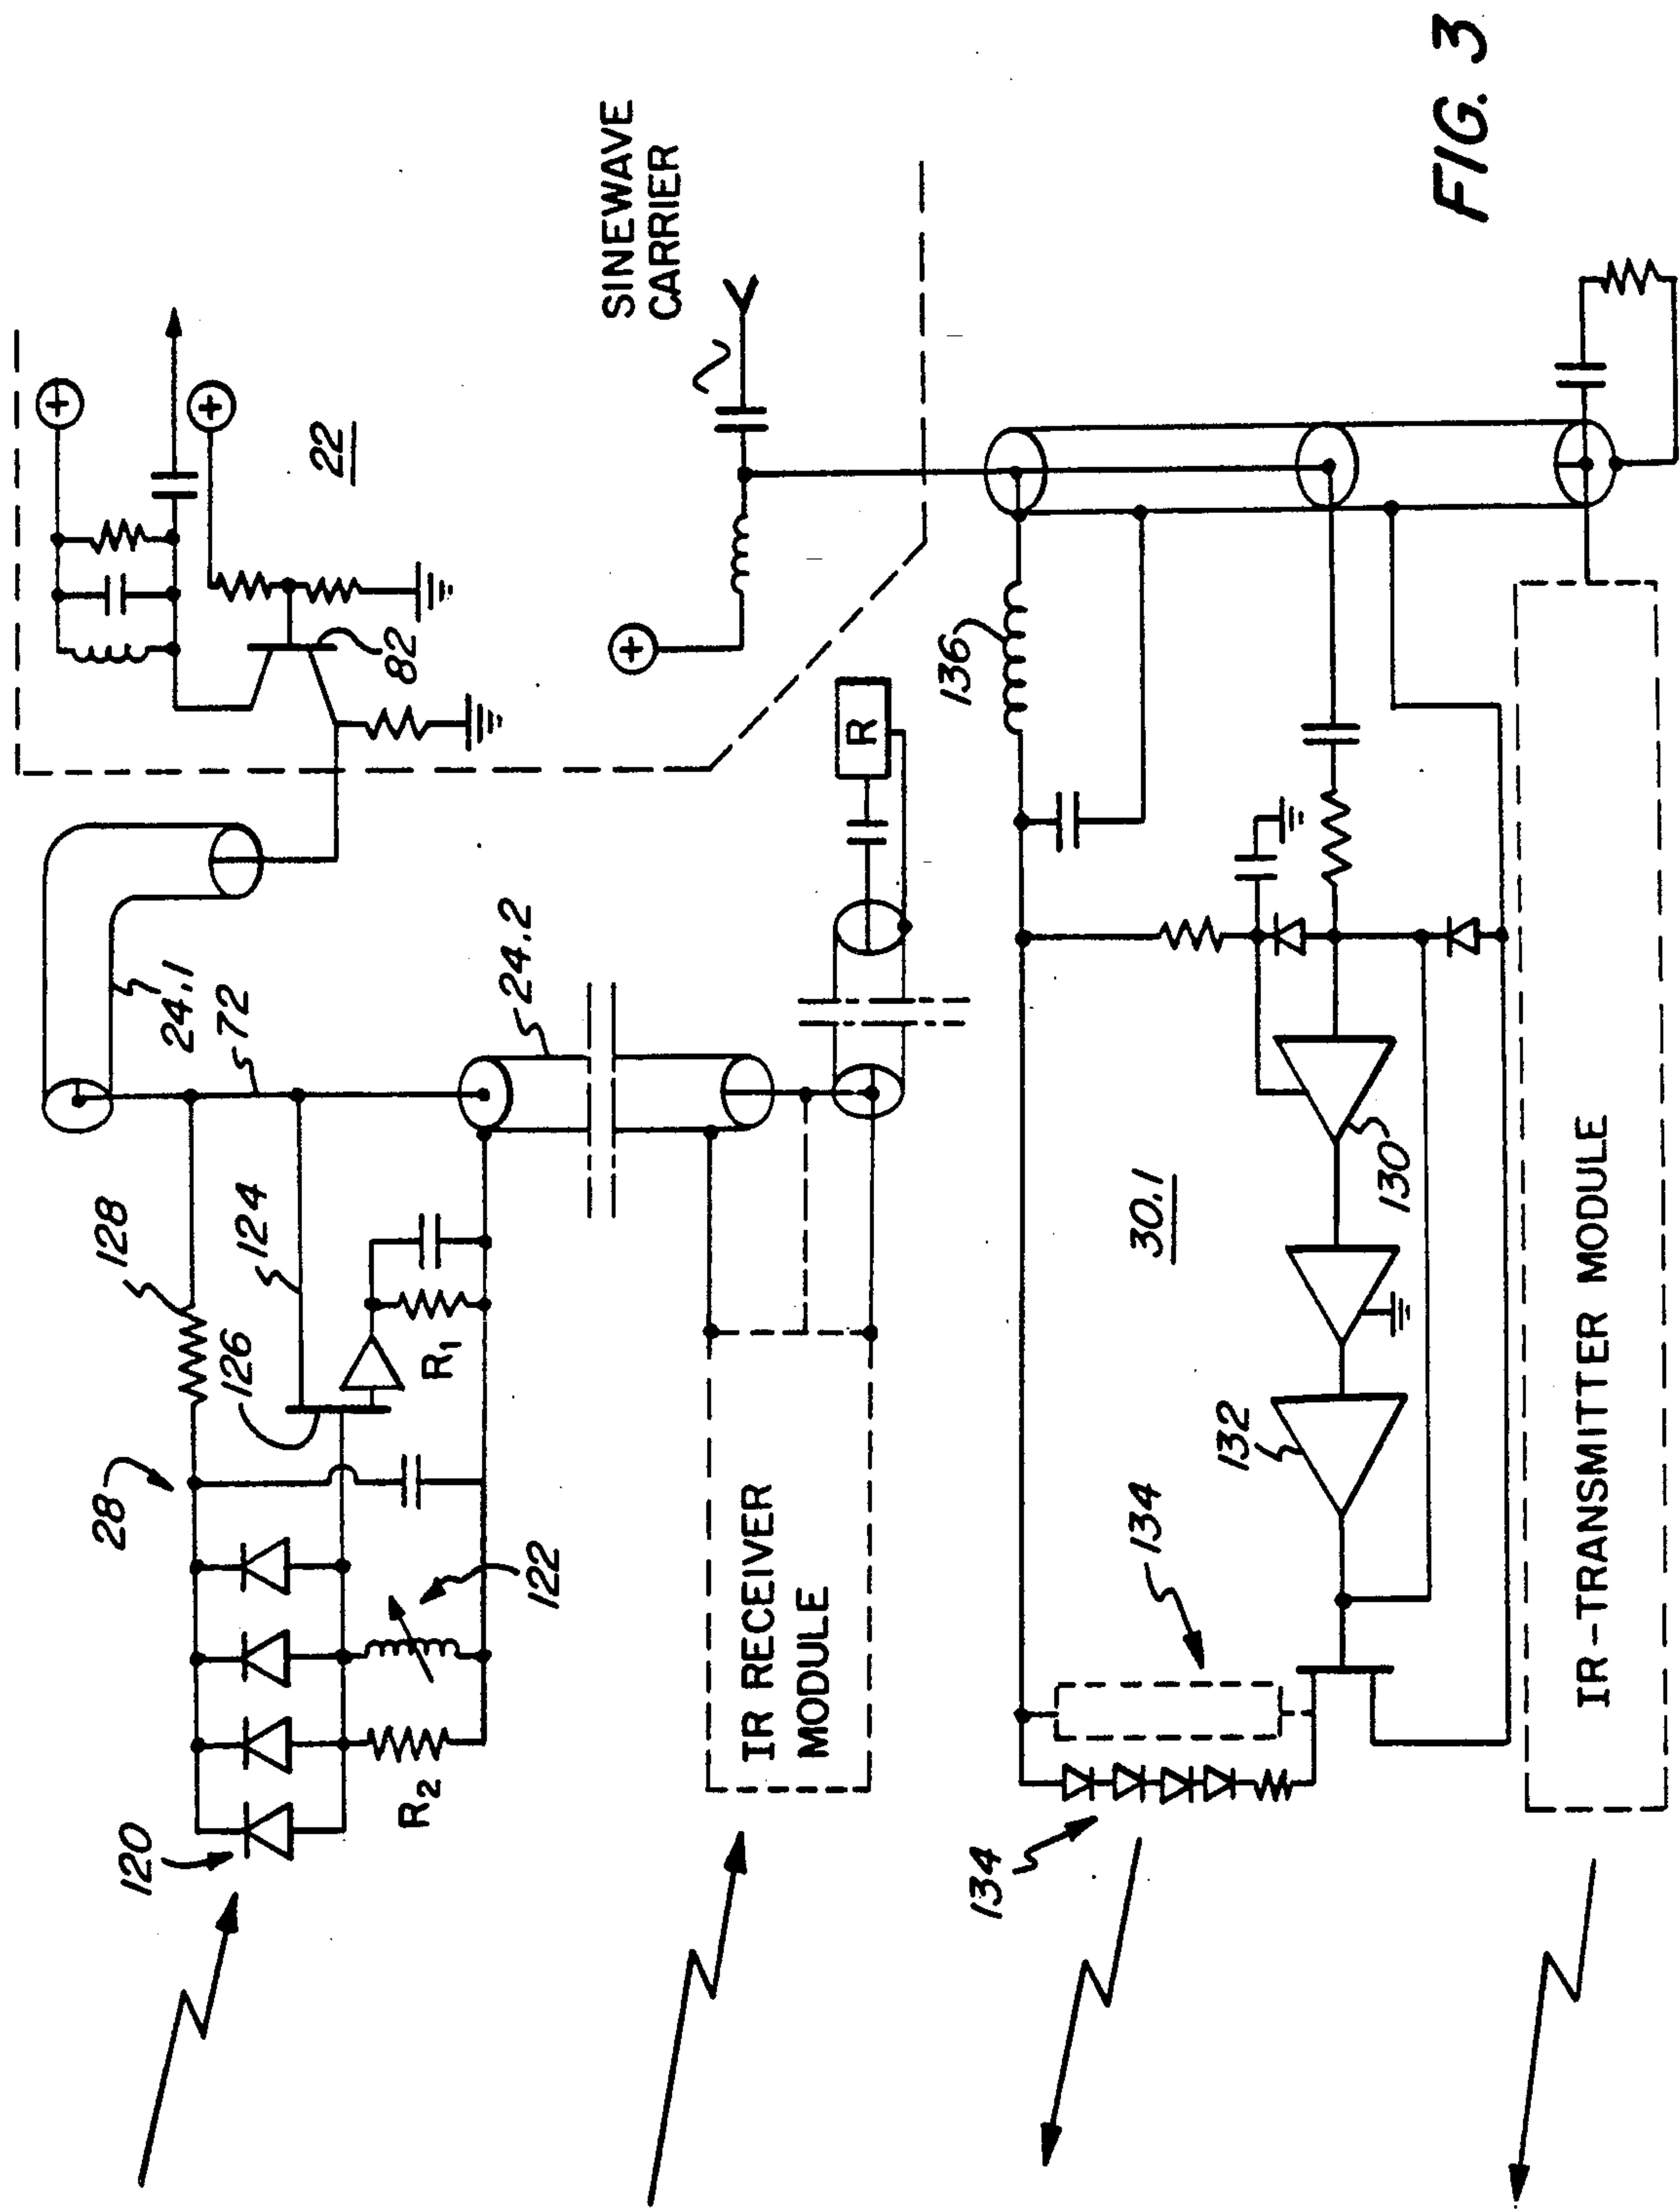 120
28
126
128
124
72
24.1
82
22
+
+
R₂
122
R₁
24.2
+
SINEWAVE
CARRIER
IR RECEIVER
MODULE
R
134
134
132
30.1
130
136
IR-TRANSMITTER MODULE
FIG. 3